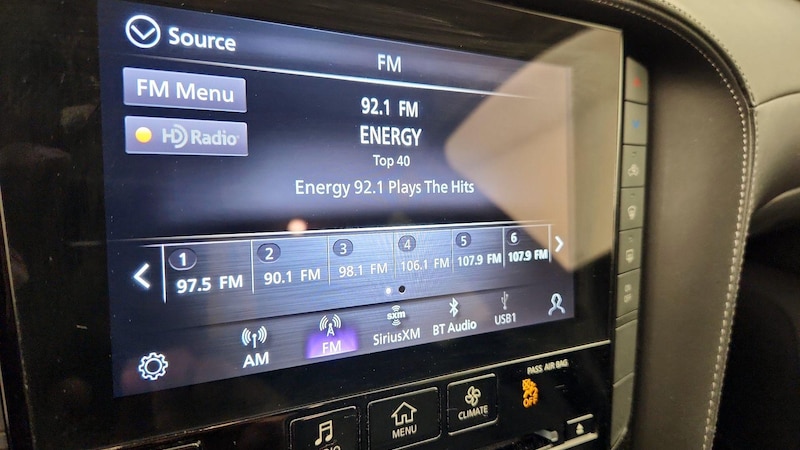 Source
FM
FM Menu
HD Radio
92.1 FM
ENERGY
Top 40
Energy 92.1 Plays The Hits
1
97.5 FM
2
90.1 FM
3
98.1 FM
4
106.1 FM
5
107.9 FM
6
107.9 FM
AM
FM
sxm
SiriusXM
BT Audio
USB1
MENU
CLIMATE
PASS AIR BAG
OFF